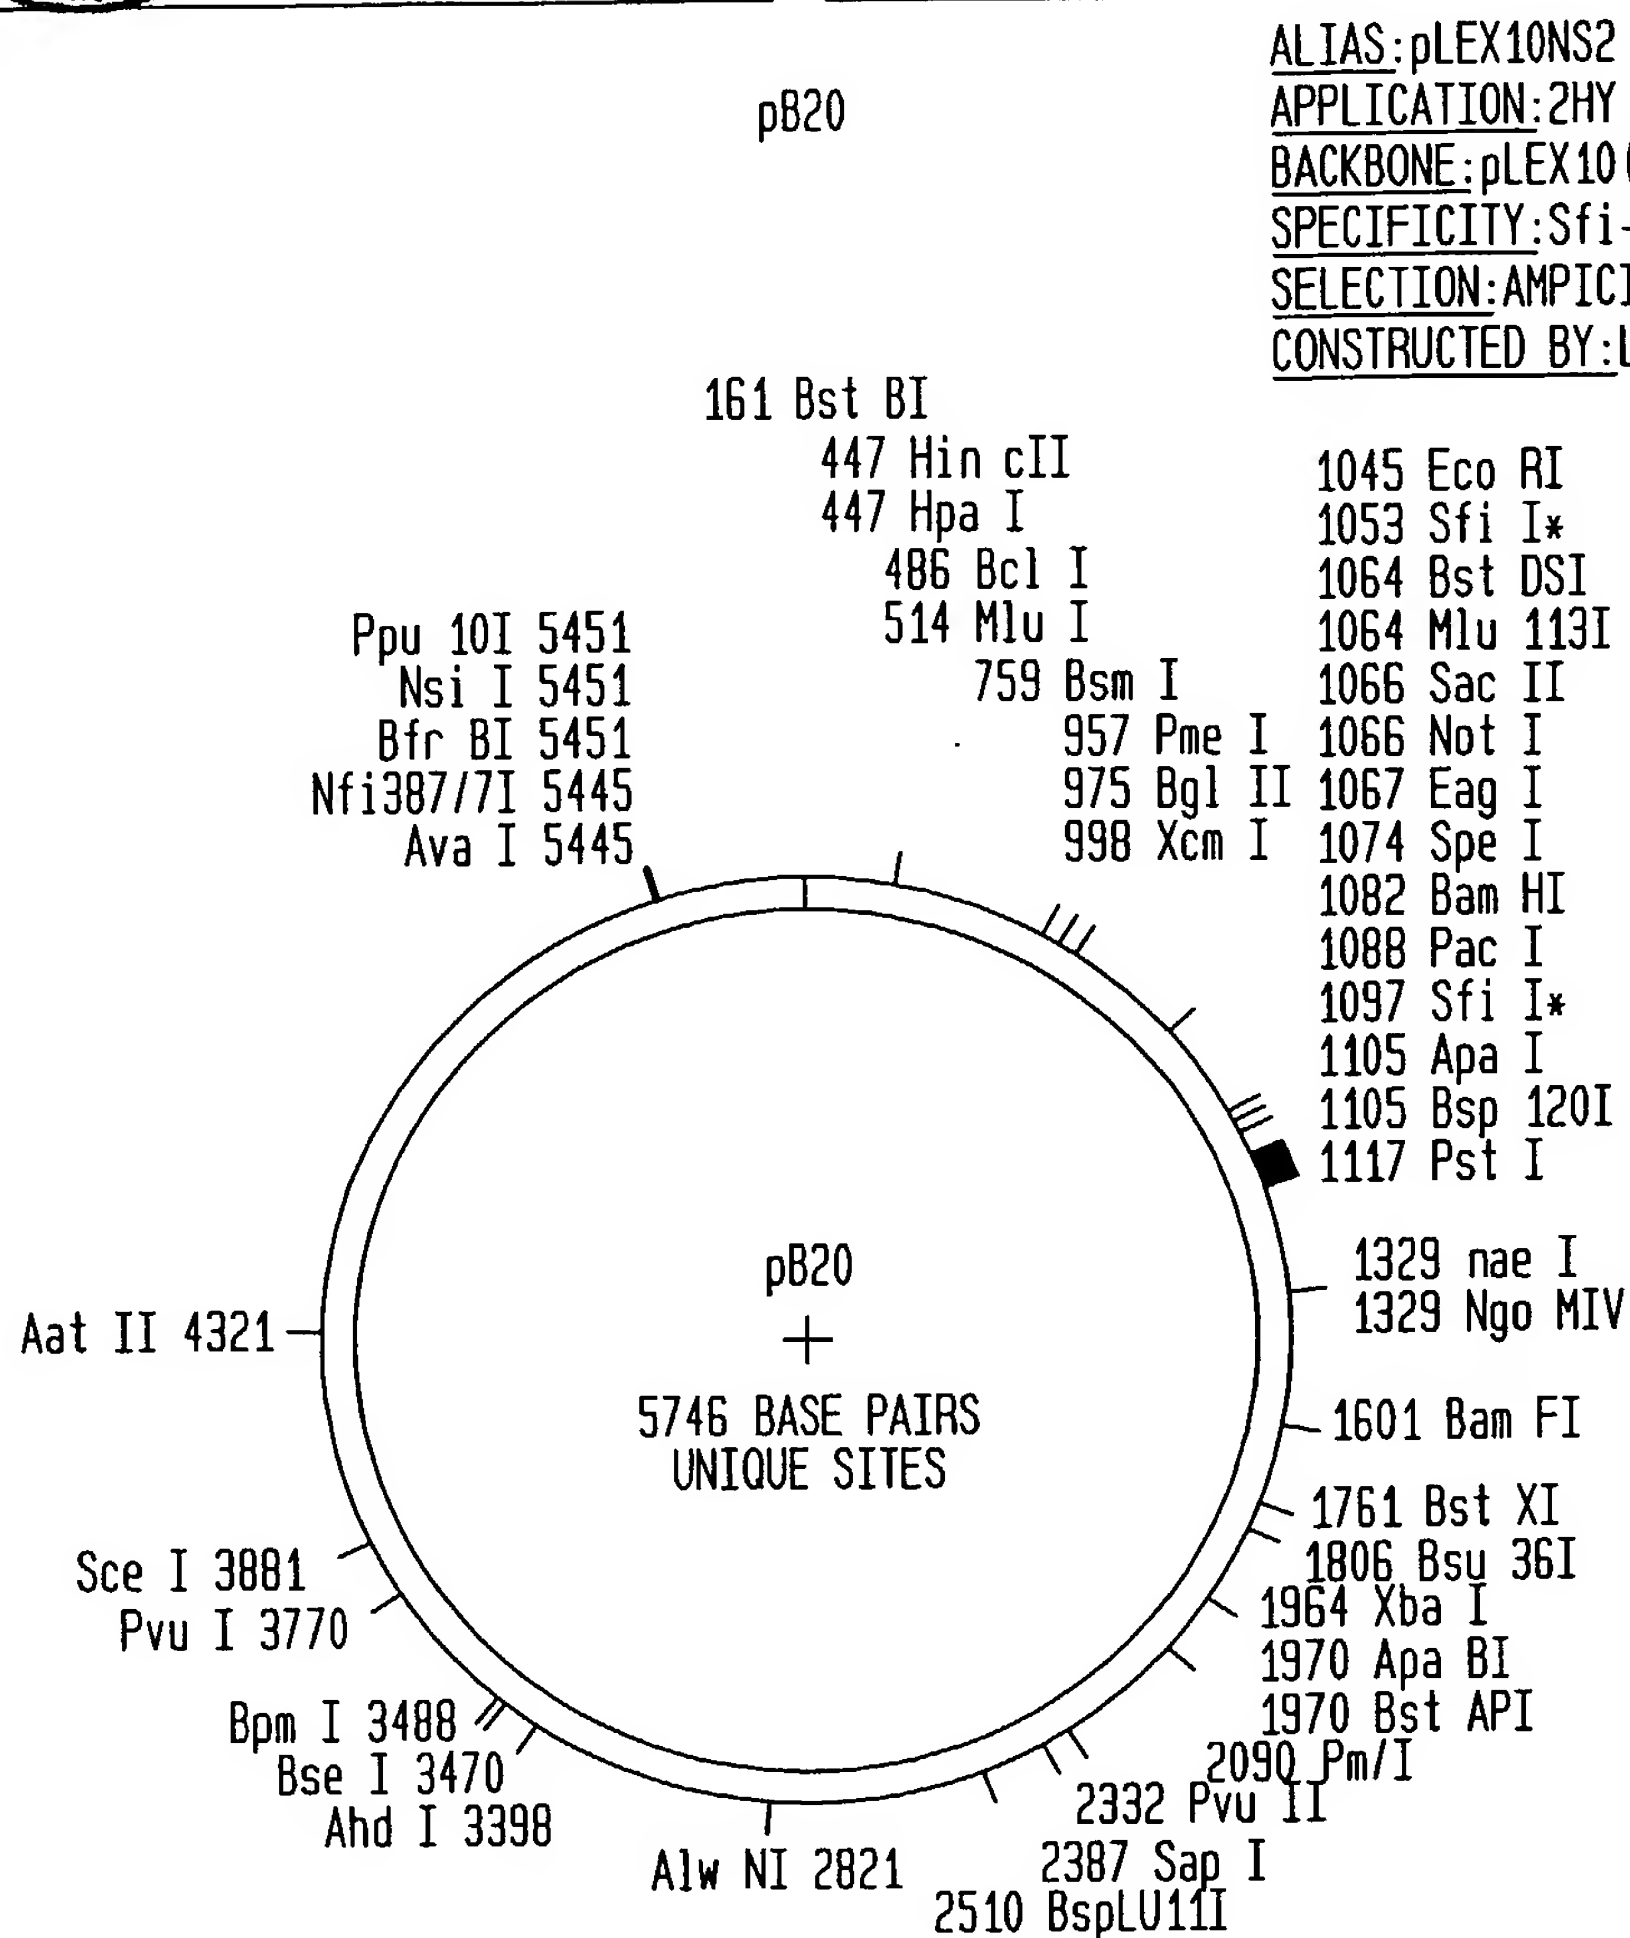 ALIAS:pLEX10NS2
pB20
APPLICATION:2HY
BACKBONE:pLEX10(
SPECIFICITY:Sfi-
SELECTION:AMPICI
CONSTRUCTED BY:L
161 Bst BI
447 Hin cII
447 Hpa I
486 Bcl I
514 Mlu I
759 Bsm I
957 Pme I
975 Bgl II
998 Xcm I
1045 Eco RI
1053 Sfi I*
1064 Bst DSI
1064 Mlu 113I
1066 Sac II
1066 Not I
1067 Eag I
1074 Spe I
1082 Bam HI
1088 Pac I
1097 Sfi I*
1105 Apa I
1105 Bsp 120I
1117 Pst I
Ppu 10I 5451
Nsi I 5451
Bfr BI 5451
Nfi387/7I 5445
Ava I 5445
1329 nae I
1329 Ngo MIV
pB20
Aat II 4321
5746 BASE PAIRS
UNIQUE SITES
1601 Bam FI
1761 Bst XI
1806 Bsu 36I
1964 Xba I
1970 Apa BI
1970 Bst API
2090 Pm/I
2332 Pvu II
2387 Sap I
2510 BspLU11I
Sce I 3881
Pvu I 3770
Bpm I 3488
Bse I 3470
Ahd I 3398
Alw NI 2821